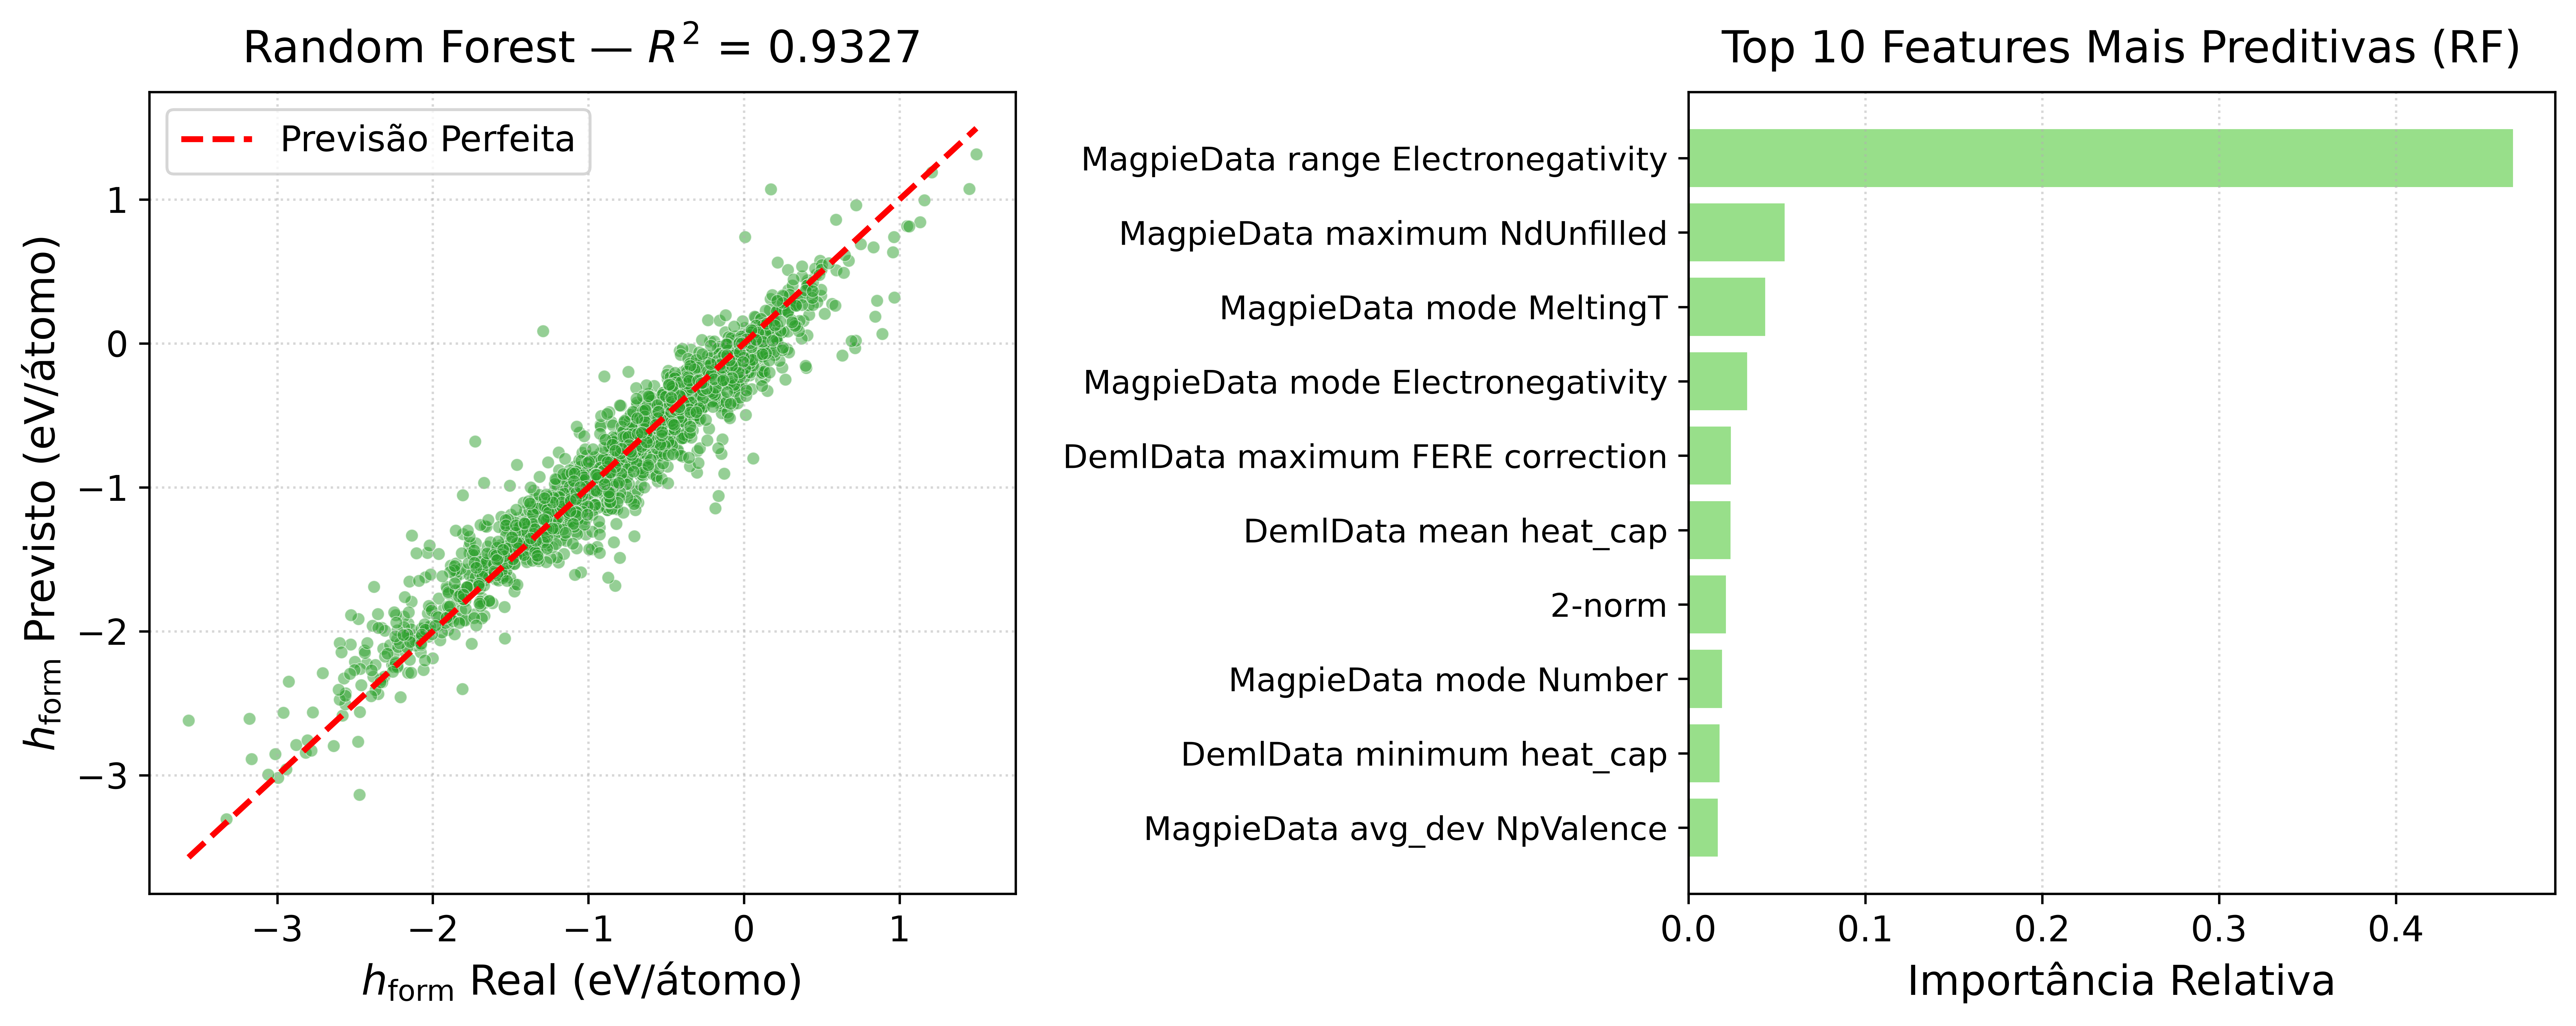 Random Forest — R² = 0.9327
Previsão Perfeita
h_form Previsto (eV/átomo)
1
0
−1
−2
−3
−3 −2 −1 0 1
h_form Real (eV/átomo)
Top 10 Features Mais Preditivas (RF)
MagpieData range Electronegativity
MagpieData maximum NdUnfilled
MagpieData mode MeltingT
MagpieData mode Electronegativity
DemlData maximum FERE correction
DemlData mean heat_cap
2-norm
MagpieData mode Number
DemlData minimum heat_cap
MagpieData avg_dev NpValence
0.0 0.1 0.2 0.3 0.4
Importância Relativa